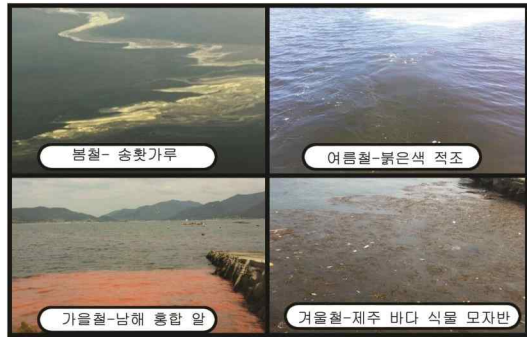 봄철- 송홧가루
여름철-붉은색 적조
가을철-남해 홍합 알
겨울철-제주 바다 식물 모자반